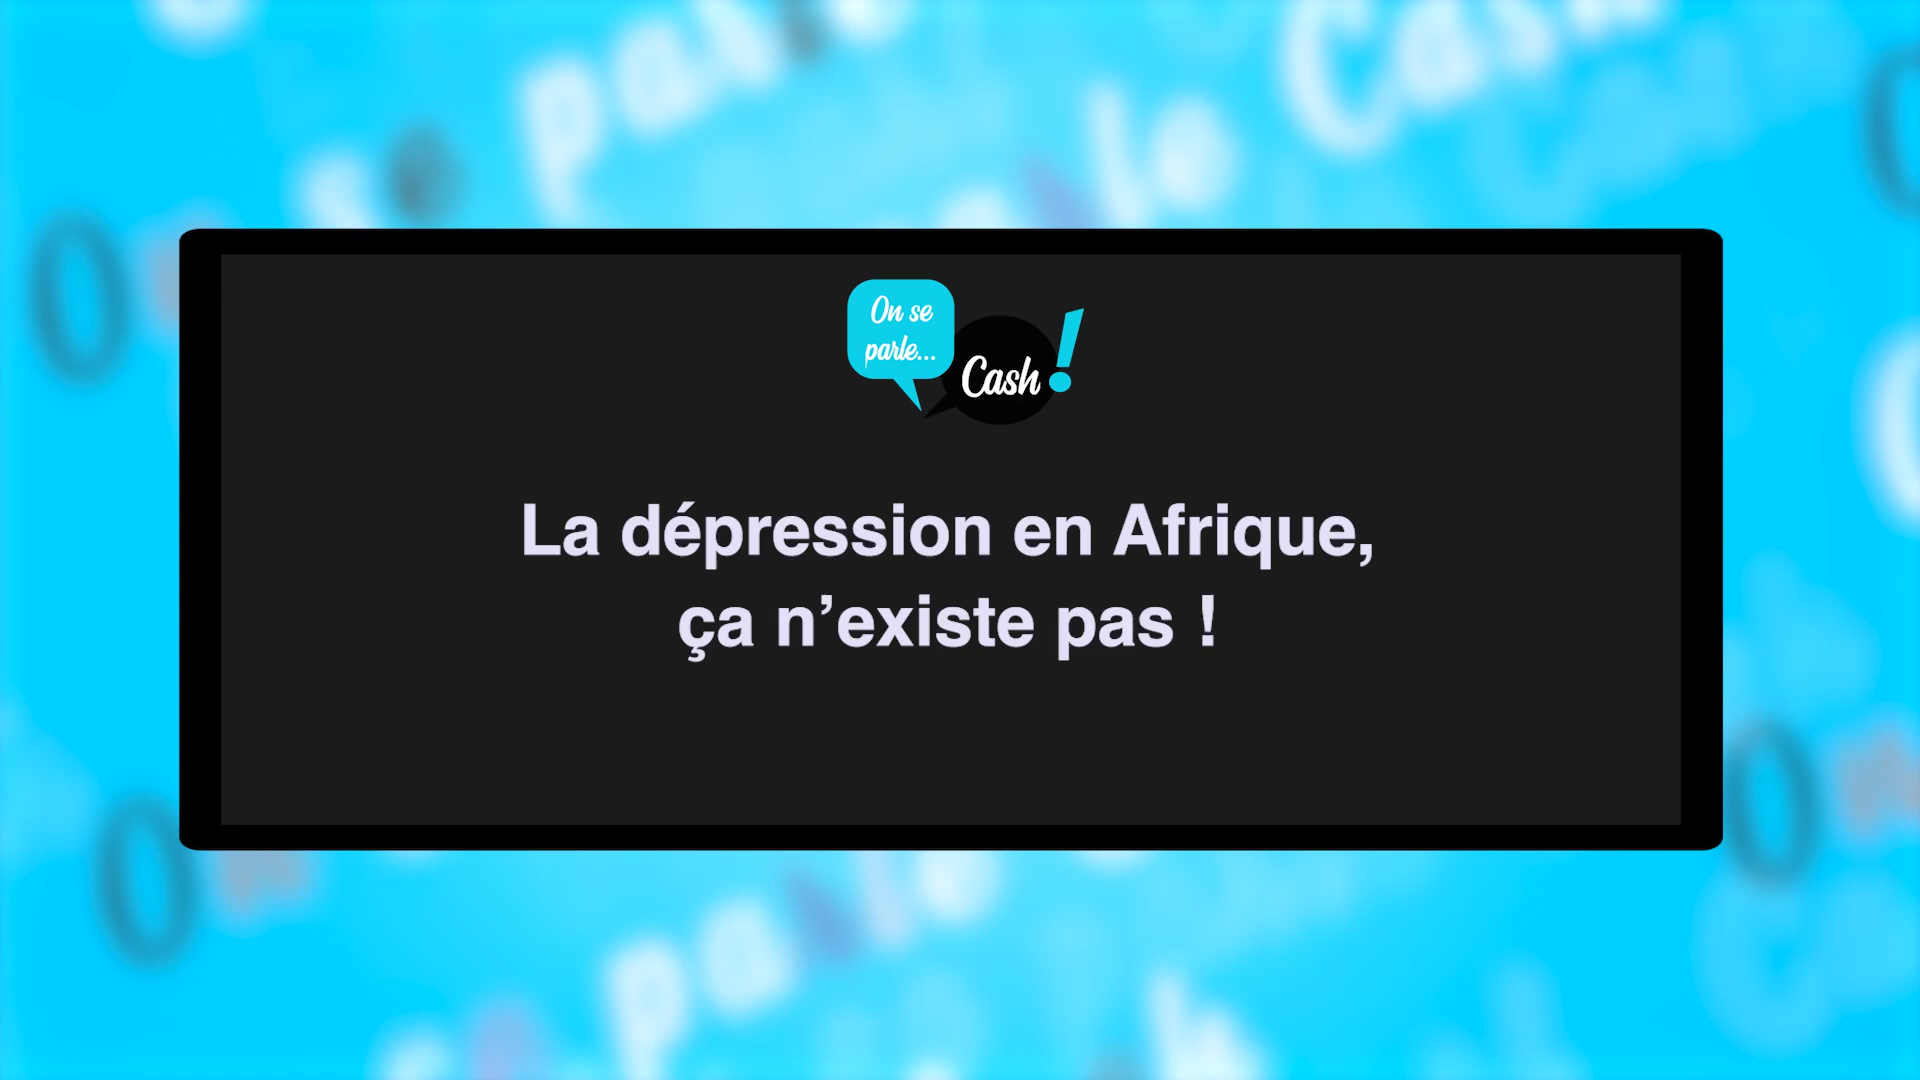 On se
parle...
Cash !
La dépression en Afrique,
ça n’existe pas !